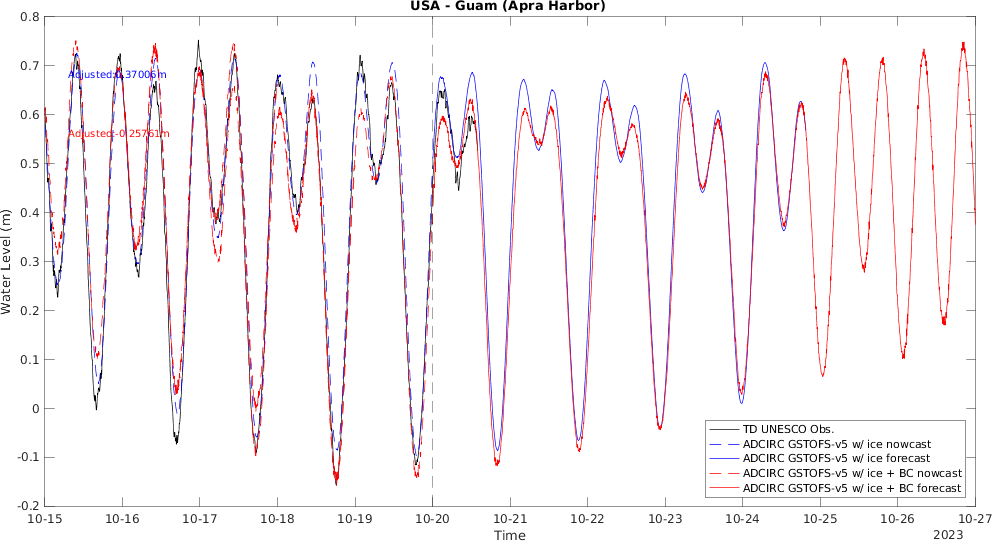 USA - Guam (Apra Harbor)
0.8
0.7
0.6
0.5
0.4
0.3
0.2
0.1
0
-0.1
-0.2
Water Level (m)
Adjusted:0.37006m
Adjusted:-0.25761m
TD UNESCO Obs.
ADCIRC GSTOFS-v5 w/ ice nowcast
ADCIRC GSTOFS-v5 w/ ice forecast
ADCIRC GSTOFS-v5 w/ ice + BC nowcast
ADCIRC GSTOFS-v5 w/ ice + BC forecast
10-15 10-16 10-17 10-18 10-19 10-20 10-21 10-22 10-23 10-24 10-25 10-26 10-27
Time
2023